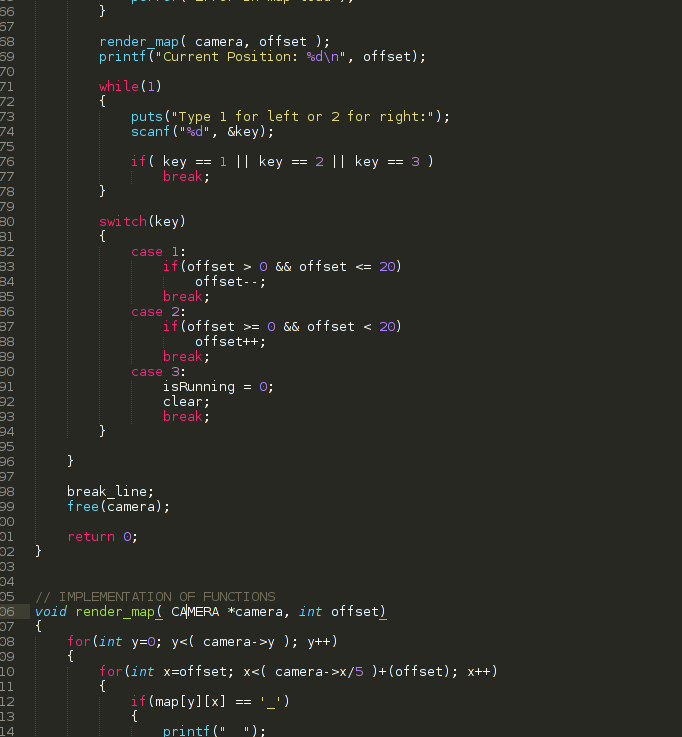 66 }
67
68 render_map( camera, offset );
69 printf("Current Position: %d\n", offset);
70
71 while(1)
72 {
73 puts("Type 1 for left or 2 for right:");
74 scanf("%d", &key);
75
76 if( key == 1 || key == 2 || key == 3 )
77 break;
78 }
79
80 switch(key)
81 {
82 case 1:
83 if(offset > 0 && offset <= 20)
84 offset--;
85 break;
86 case 2:
87 if(offset >= 0 && offset < 20)
88 offset++;
89 break;
90 case 3:
91 isRunning = 0;
92 clear;
93 break;
94 }
95
96 }
97
98 break_line;
99 free(camera);
00
01 return 0;
02 }
03
04
05 // IMPLEMENTATION OF FUNCTIONS
06 void render_map( CAMERA *camera, int offset)
07 {
08 for(int y=0; y<( camera->y ); y++)
09 {
10 for(int x=offset; x<( camera->x/5 )+(offset); x++)
11 {
12 if(map[y][x] == '_')
13 {
14 printf("  ");